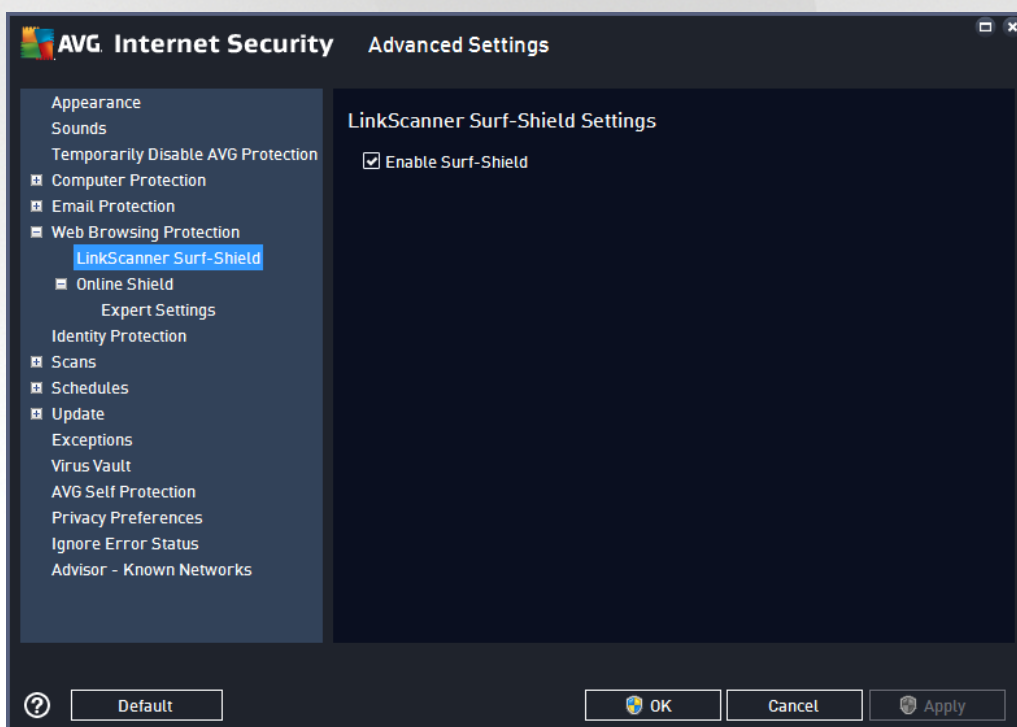 AVG. Internet Security Advanced Settings
Appearance
Sounds
Temporarily Disable AVG Protection
Computer Protection
Email Protection
Web Browsing Protection
LinkScanner Surf-Shield
Online Shield
Expert Settings
Identity Protection
Scans
Schedules
Update
Exceptions
Virus Vault
AVG Self Protection
Privacy Preferences
Ignore Error Status
Advisor - Known Networks
LinkScanner Surf-Shield Settings
Enable Surf-Shield
? Default OK Cancel Apply